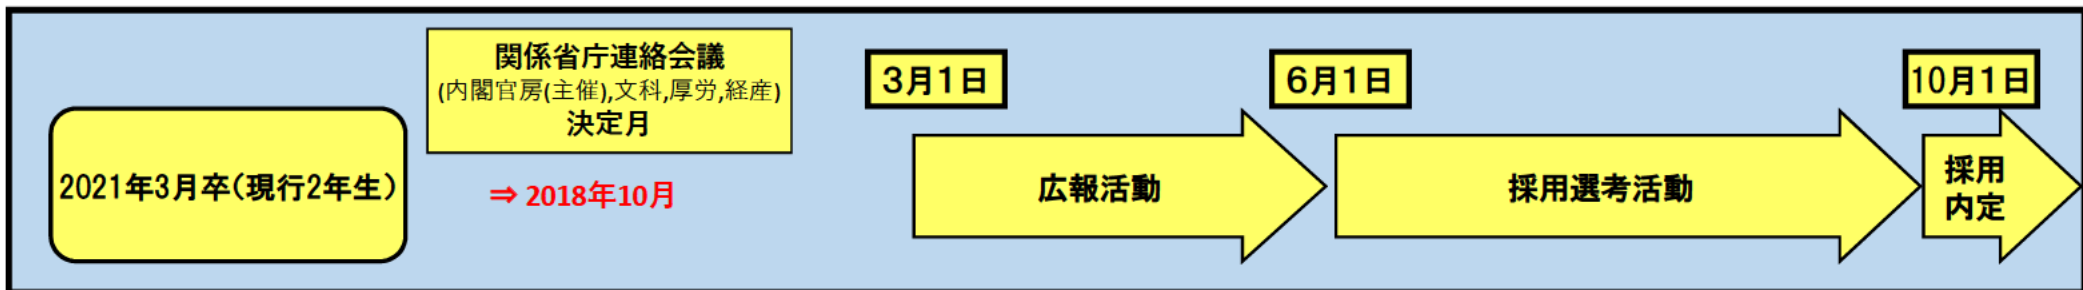 2021年3月卒(現行2年生)
関係省庁連絡会議
(内閣官房(主催),文科,厚労,経産)
決定月
⇒ 2018年10月
3月1日
6月1日
10月1日
広報活動
採用選考活動
採用
内定